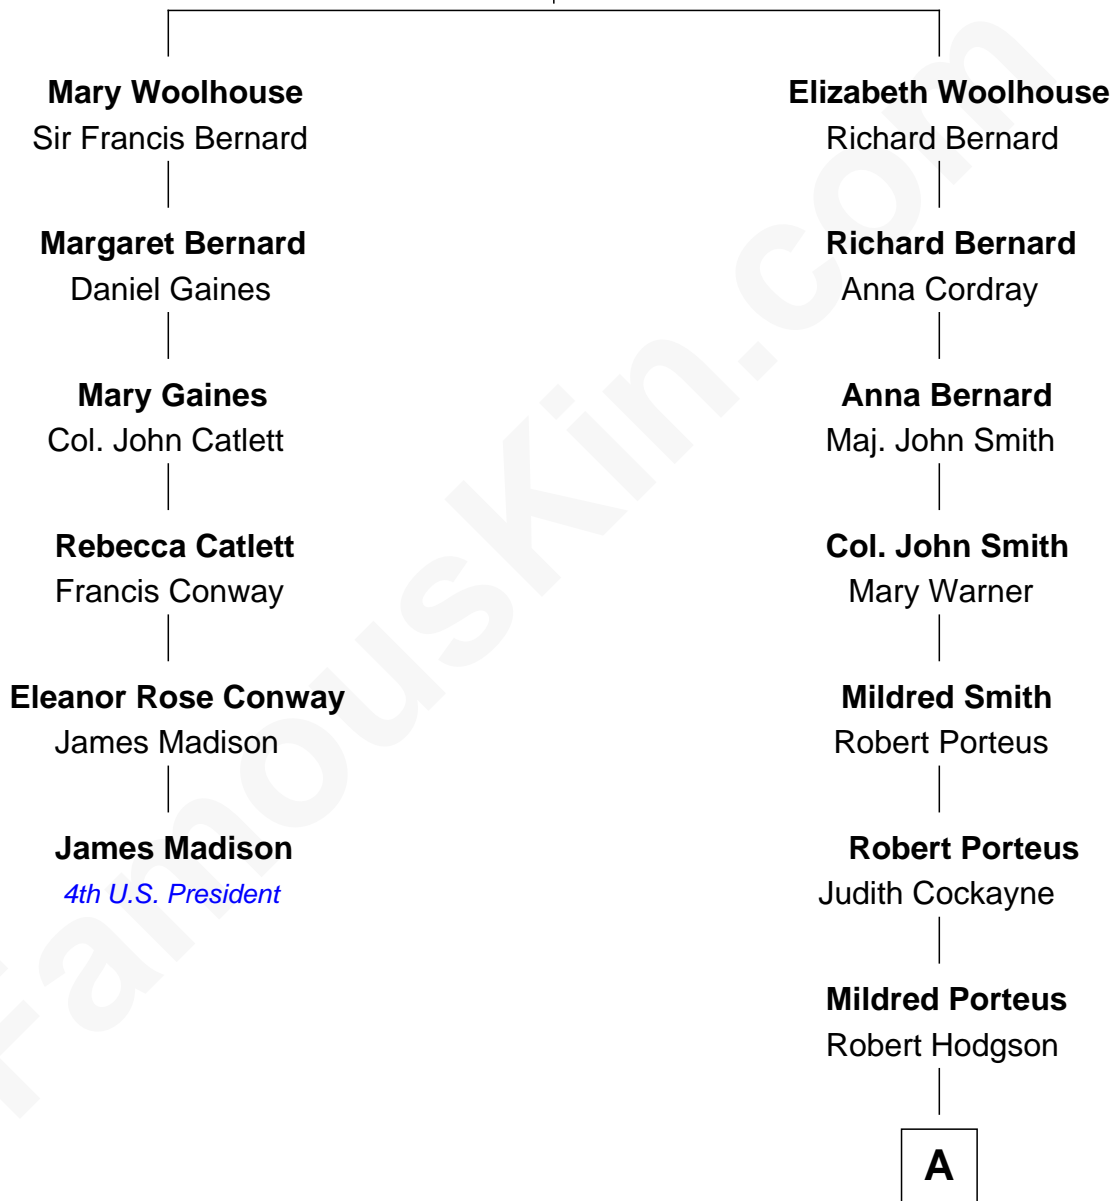 Mary Woolhouse
Sir Francis Bernard
Margaret Bernard
Daniel Gaines
Mary Gaines
Col. John Catlett
Rebecca Catlett
Francis Conway
Eleanor Rose Conway
James Madison
James Madison
4th U.S. President
Elizabeth Woolhouse
Richard Bernard
Richard Bernard
Anna Cordray
Anna Bernard
Maj. John Smith
Col. John Smith
Mary Warner
Mildred Smith
Robert Porteus
Robert Porteus
Judith Cockayne
Mildred Porteus
Robert Hodgson
A
FamousKin.com